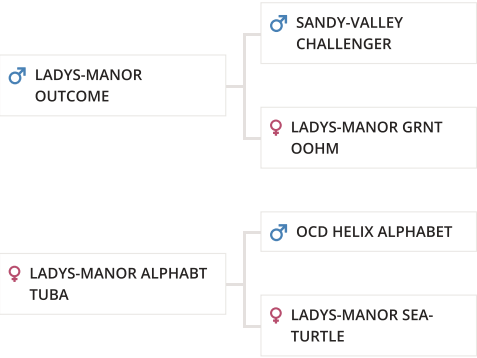 SANDY-VALLEY
CHALLENGER
LADYS-MANOR
OUTCOME
LADYS-MANOR GRNT
OOHM
OCD HELIX ALPHABET
LADYS-MANOR ALPHABT
TUBA
LADYS-MANOR SEA-
TURTLE